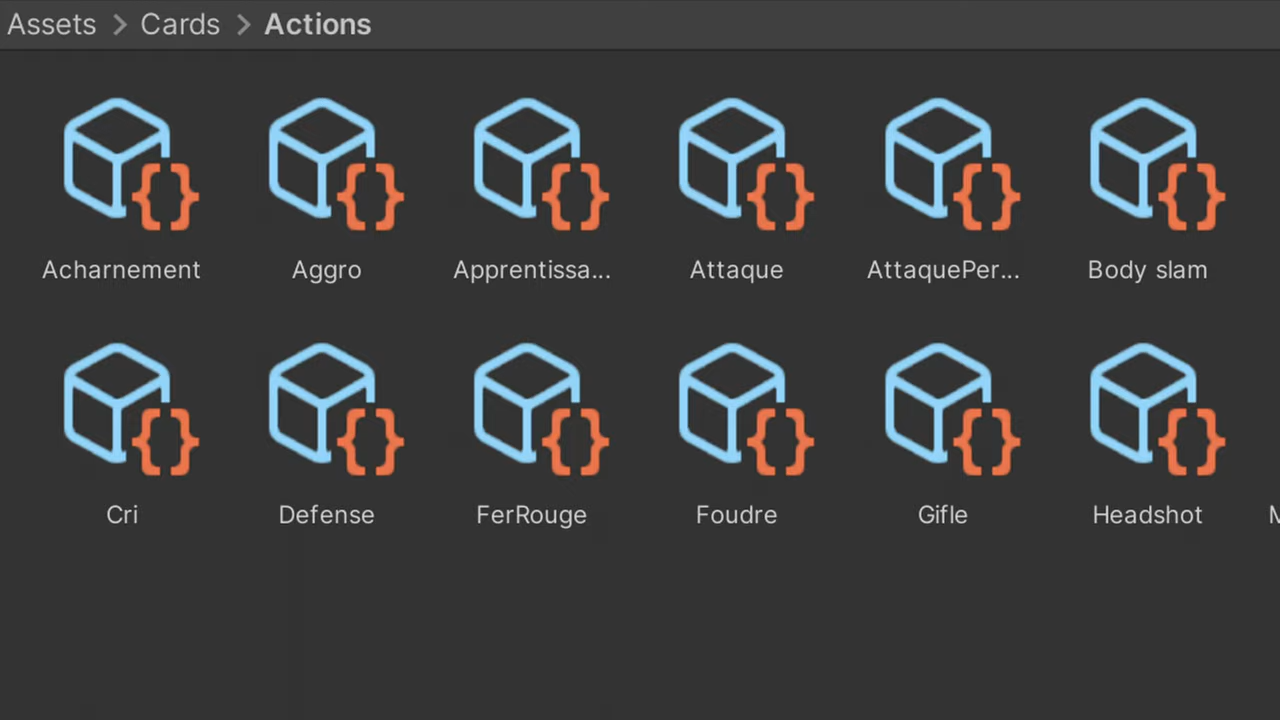 Assets > Cards > Actions
Acharnement Aggro Apprentissa... Attaque AttaquePer... Body slam
Cri Defense FerRouge Foudre Gifle Headshot